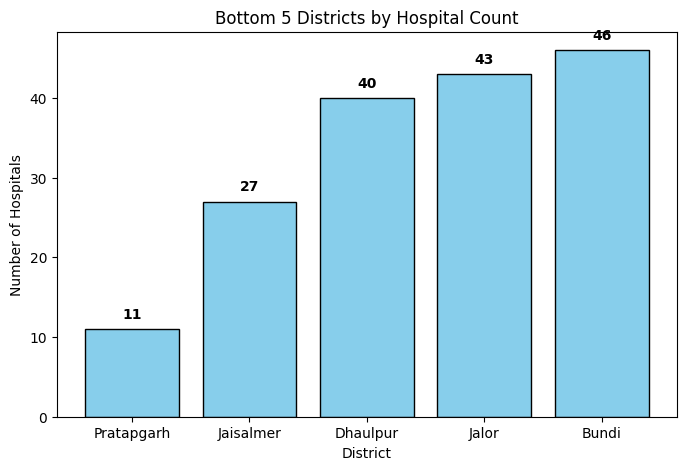 Bottom 5 Districts by Hospital Count
46
43
40
27
11
40
30
20
10
0
Number of Hospitals
Pratapgarh Jaisalmer Dhaulpur Jalor Bundi
District